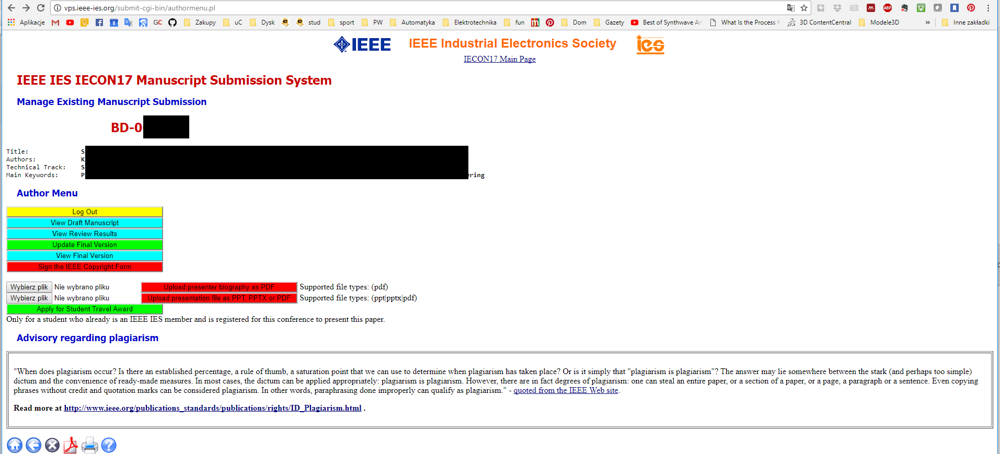 vps.ieee-ies.org/submit-cgi-bin/authormenu.pl
Aplikacje 8 GC Zakupy uC Dysk stud sport PW Automatyka Elektrotechnika fun Dom Gazety Best of Synthwave An What Is the Process f 3D ContentCentral Modele3D » Inne zakładki
IEEE IEEE Industrial Electronics Society ies
IECON17 Main Page
IEEE IES IECON17 Manuscript Submission System
Manage Existing Manuscript Submission
BD-0
Title: S
Authors: K
Technical Track: S
Main Keywords: P ering
Author Menu
Log Out
View Draft Manuscript
View Review Results
Update Final Version
View Final Version
Sign the IEEE Copyright Form
Wybierz plik Nie wybrano pliku Upload presenter biography as PDF Supported file types: (pdf)
Wybierz plik Nie wybrano pliku Upload presentation file as PPT, PPTX or PDF Supported file types: (ppt|pptx|pdf)
Apply for Student Travel Award
Only for a student who already is an IEEE IES member and is registered for this conference to present this paper.
Advisory regarding plagiarism
"When does plagiarism occur? Is there an established percentage, a rule of thumb, a saturation point that we can use to determine when plagiarism has taken place? Or is it simply that "plagiarism is plagiarism"? The answer may lie somewhere between the stark (and perhaps too simple)
dictum and the convenience of ready-made measures. In most cases, the dictum can be applied appropriately: plagiarism is plagiarism. However, there are in fact degrees of plagiarism: one can steal an entire paper, or a section of a paper, or a page, a paragraph or a sentence. Even copying
phrases without credit and quotation marks can be considered plagiarism. In other words, paraphrasing done improperly can qualify as plagiarism." - quoted from the IEEE Web site.
Read more at http://www.ieee.org/publications_standards/publications/rights/ID_Plagiarism.html .